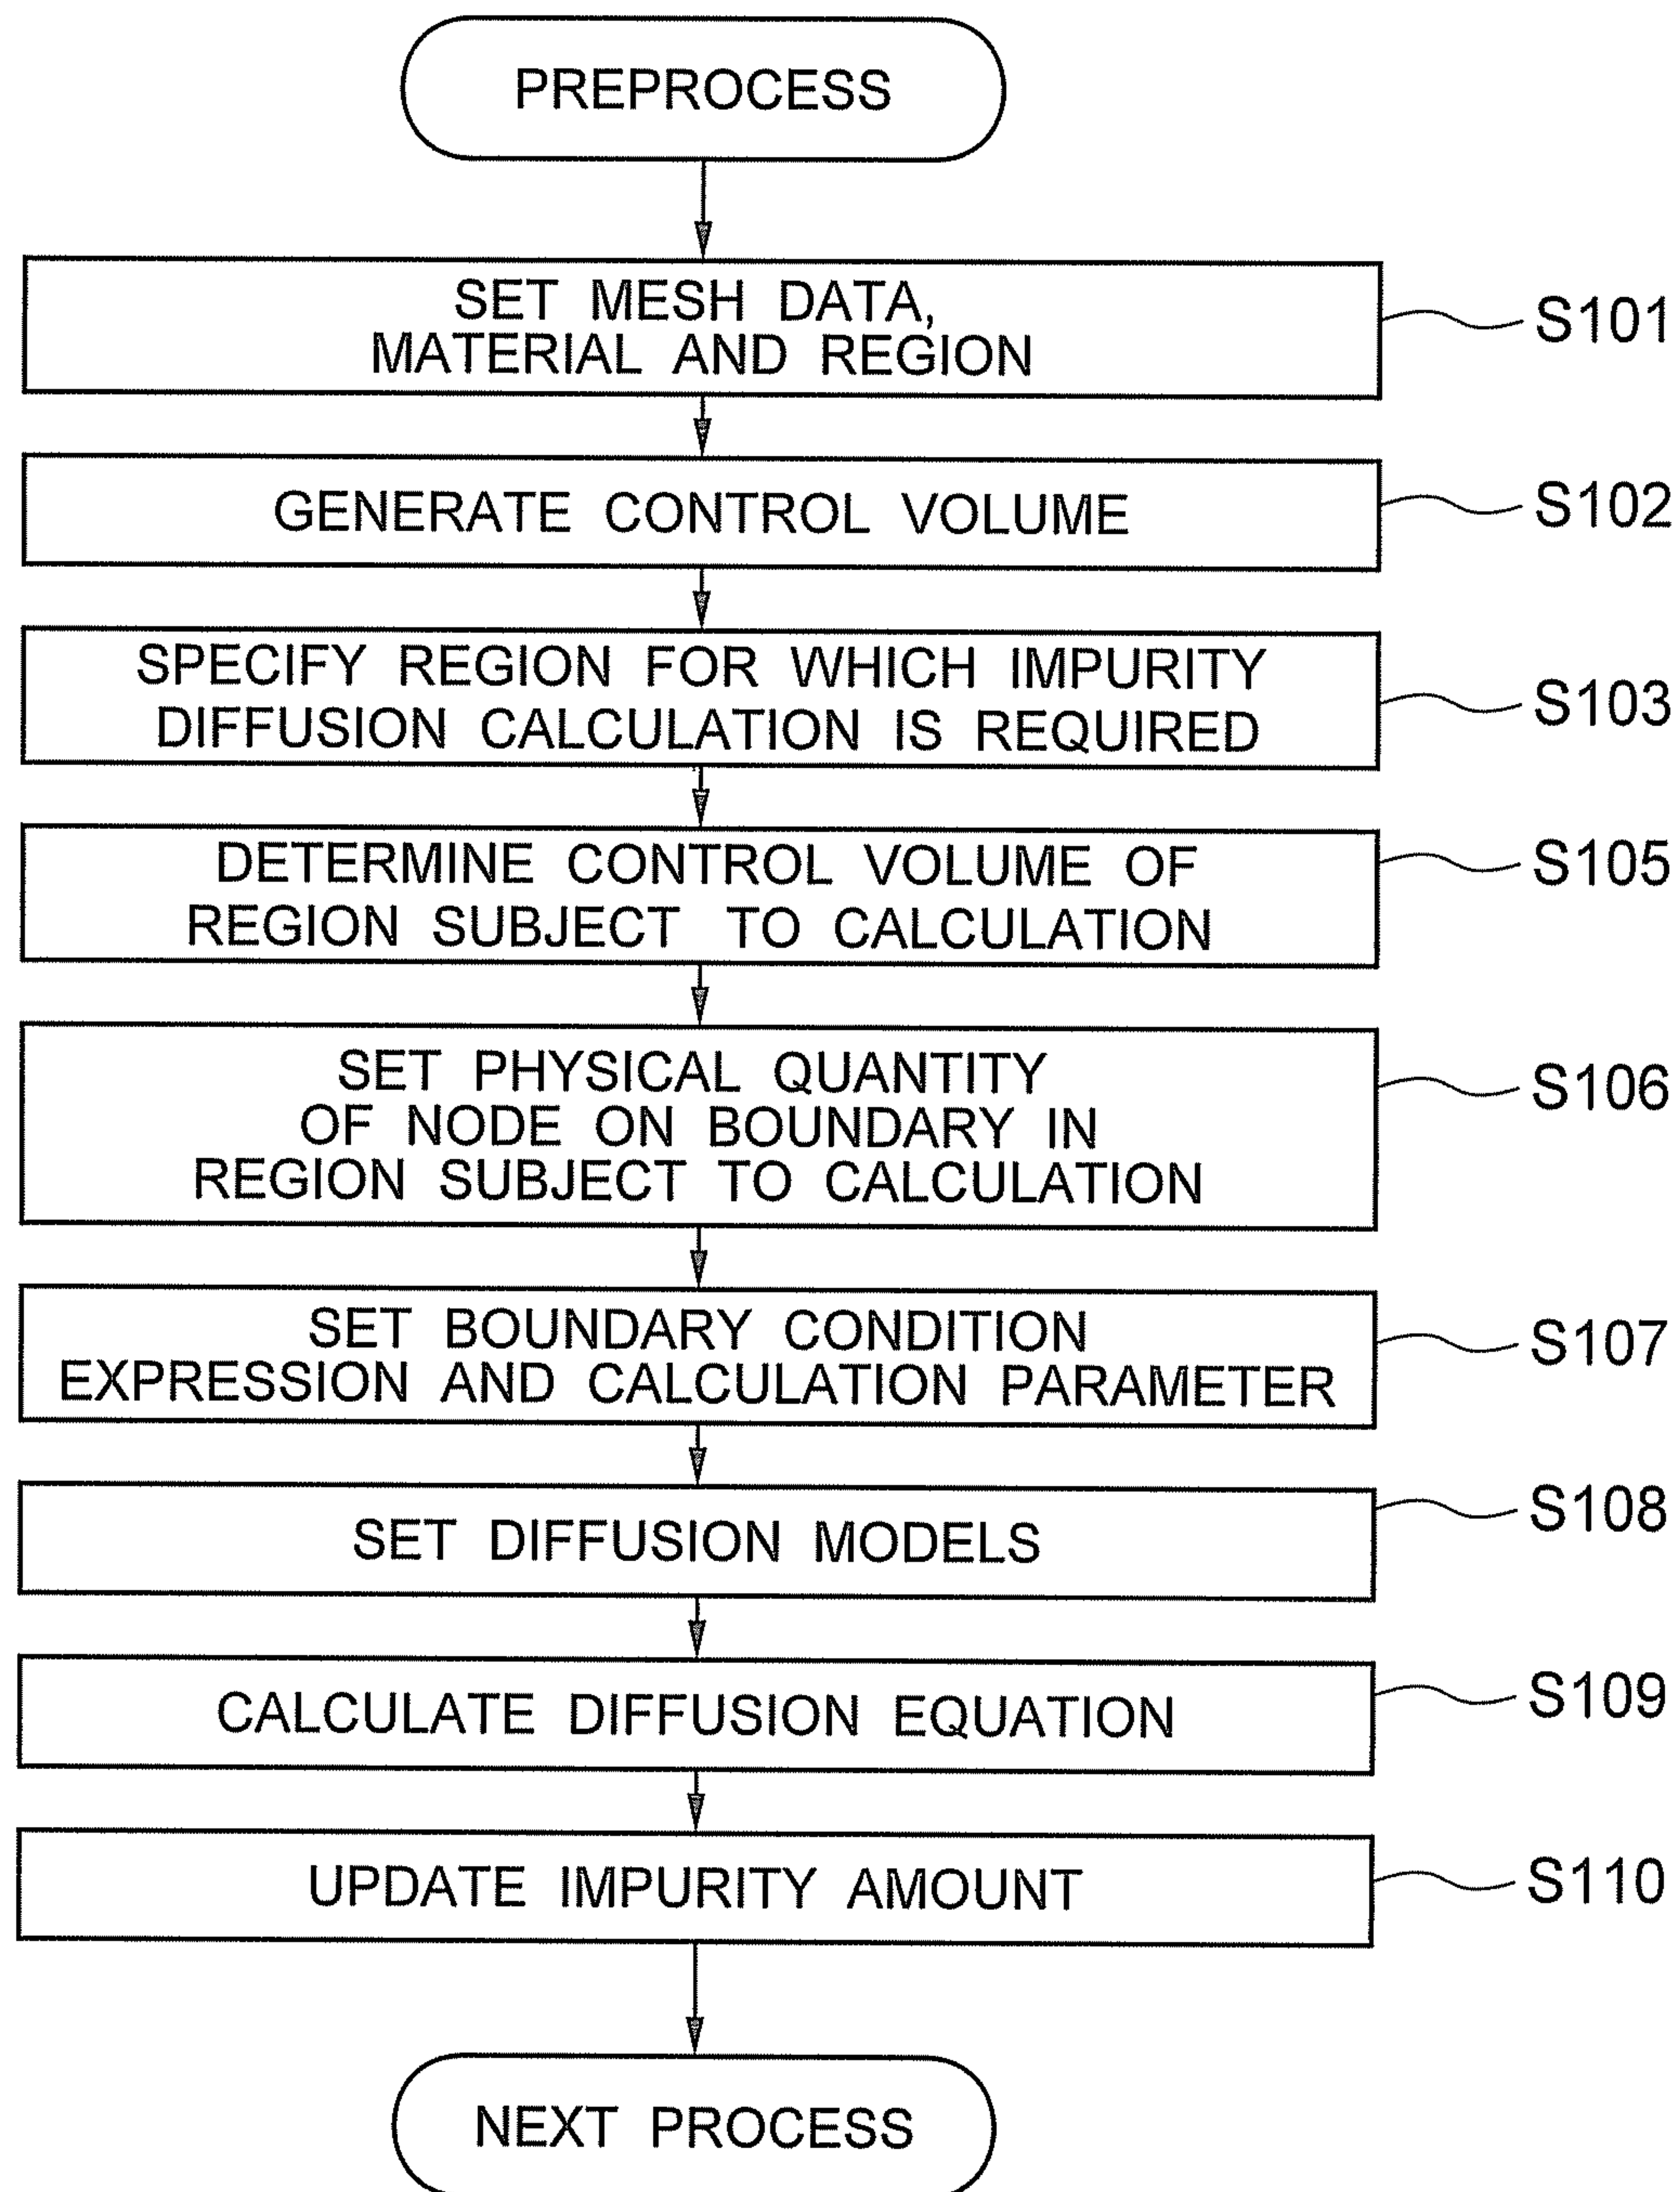 PREPROCESS
SET MESH DATA,
MATERIAL AND REGION
S101
GENERATE CONTROL VOLUME
S102
SPECIFY REGION FOR WHICH IMPURITY
DIFFUSION CALCULATION IS REQUIRED
S103
DETERMINE CONTROL VOLUME OF
REGION SUBJECT TO CALCULATION
S105
SET PHYSICAL QUANTITY
OF NODE ON BOUNDARY IN
REGION SUBJECT TO CALCULATION
S106
SET BOUNDARY CONDITION
EXPRESSION AND CALCULATION PARAMETER
S107
SET DIFFUSION MODELS
S108
CALCULATE DIFFUSION EQUATION
S109
UPDATE IMPURITY AMOUNT
S110
NEXT PROCESS